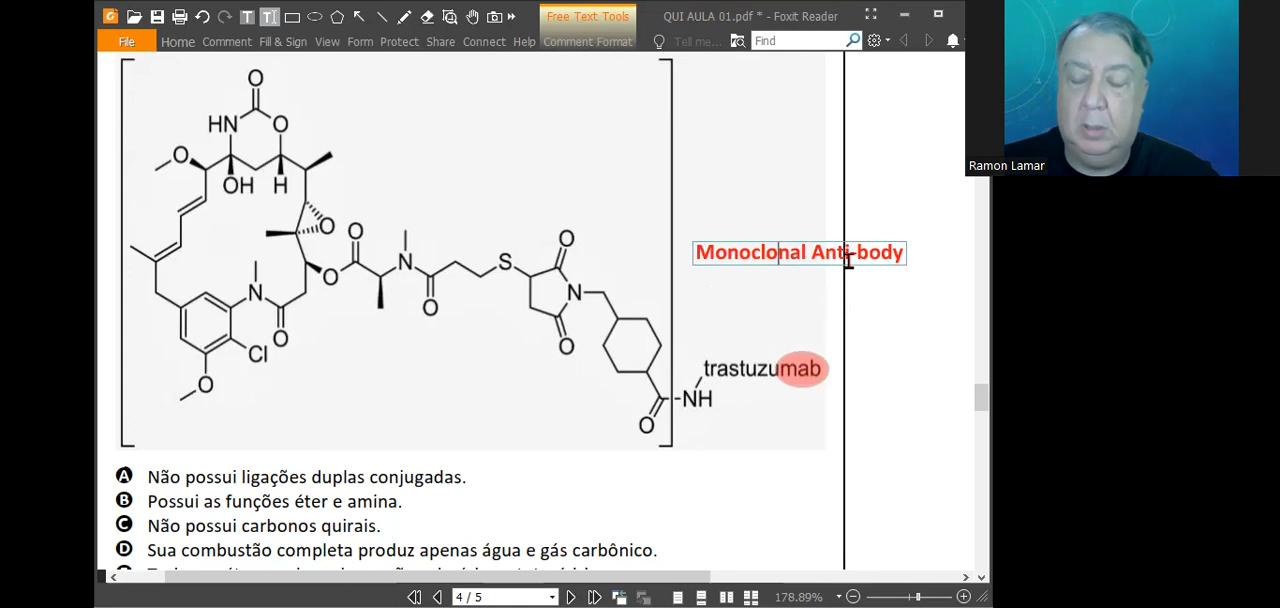 QUI AULA 01.pdf * - Foxit Reader
Free Text Tools
File Home Comment Fill & Sign View Form Protect Share Connect Help Comment Format Tell me... Find
Ramon Lamar
O
HN O
O
OH H
O
O
O
N
S
O
N
O
N
O
O
O
Cl
O
O
NH
Monoclonal Anti-body
trastuzumab
A Não possui ligações duplas conjugadas.
B Possui as funções éter e amina.
C Não possui carbonos quirais.
D Sua combustão completa produz apenas água e gás carbônico.
4 / 5
178.89%